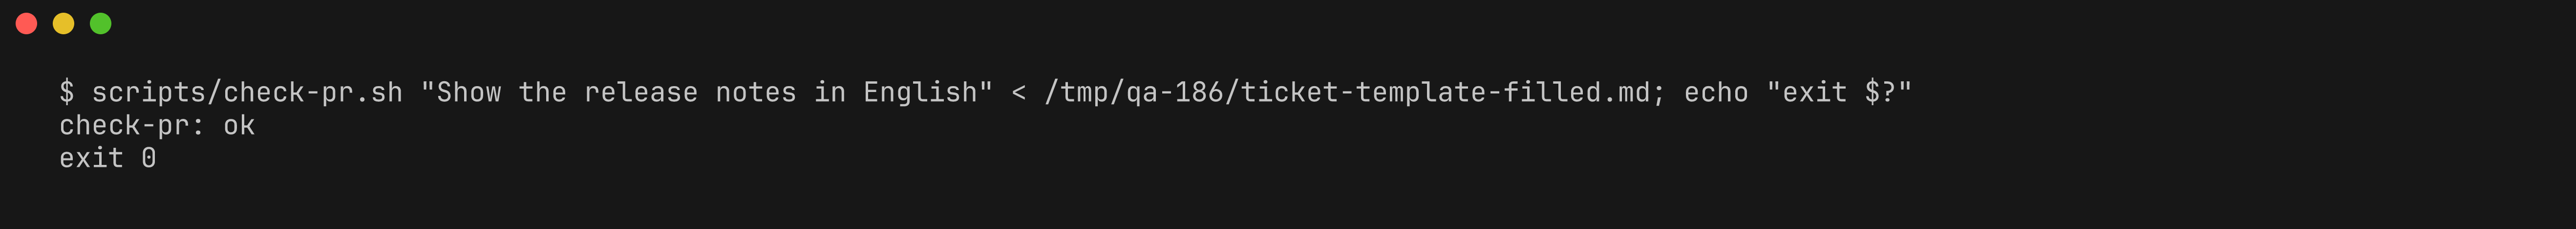 $ scripts/check-pr.sh "Show the release notes in English" < /tmp/qa-186/ticket-template-filled.md; echo "exit $?"
check-pr: ok
exit 0